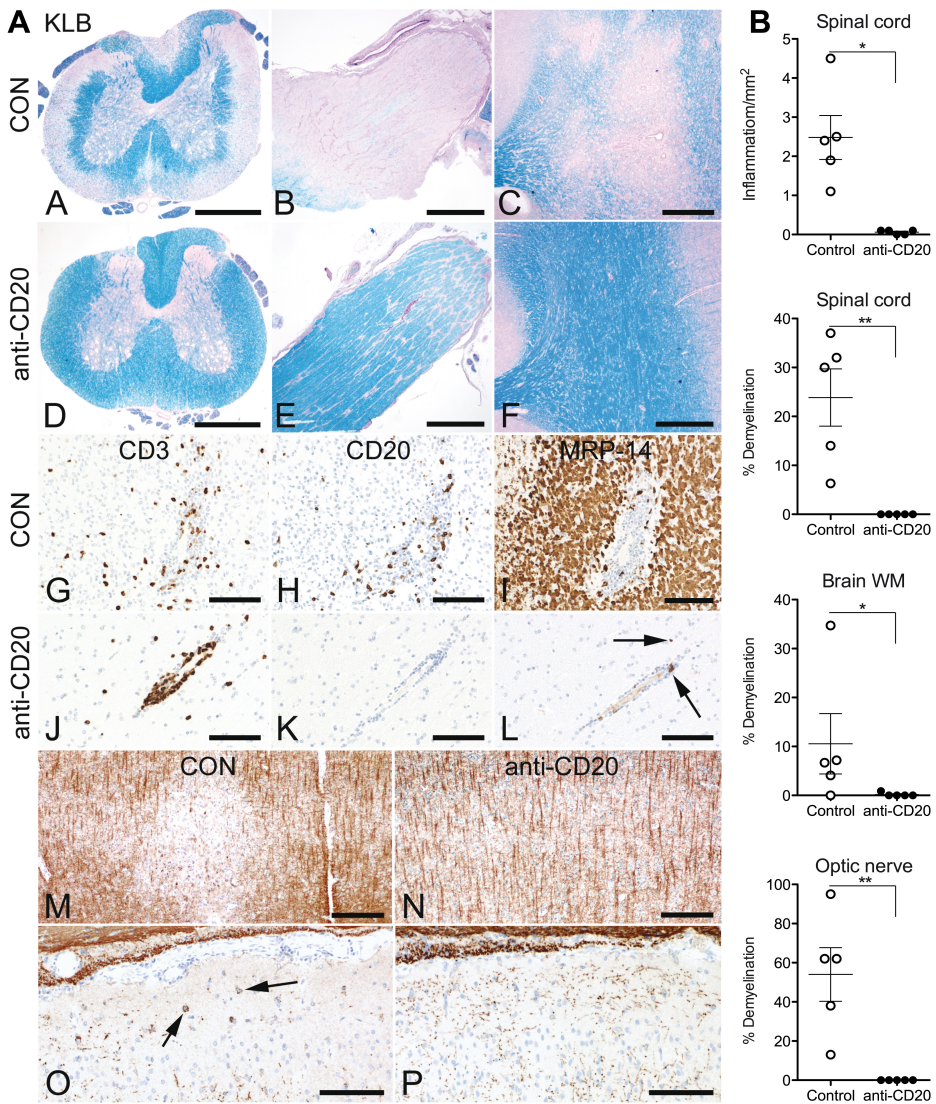 A KLB
CON
A
B
C
anti-CD20
D
E
F
CD3
CD20
MRP-14
CON
G
H
I
anti-CD20
J
K
L
CON
anti-CD20
M
N
O
P
B
Spinal cord
*
Inflammatiom/mm2
5
4
3
2
1
0
Control anti-CD20
Spinal cord
**
% Demyelination
40
30
20
10
0
Control anti-CD20
Brain WM
*
% Demyelination
40
30
20
10
0
Control anti-CD20
Optic nerve
**
% Demyelination
100
80
60
40
20
0
Control anti-CD20